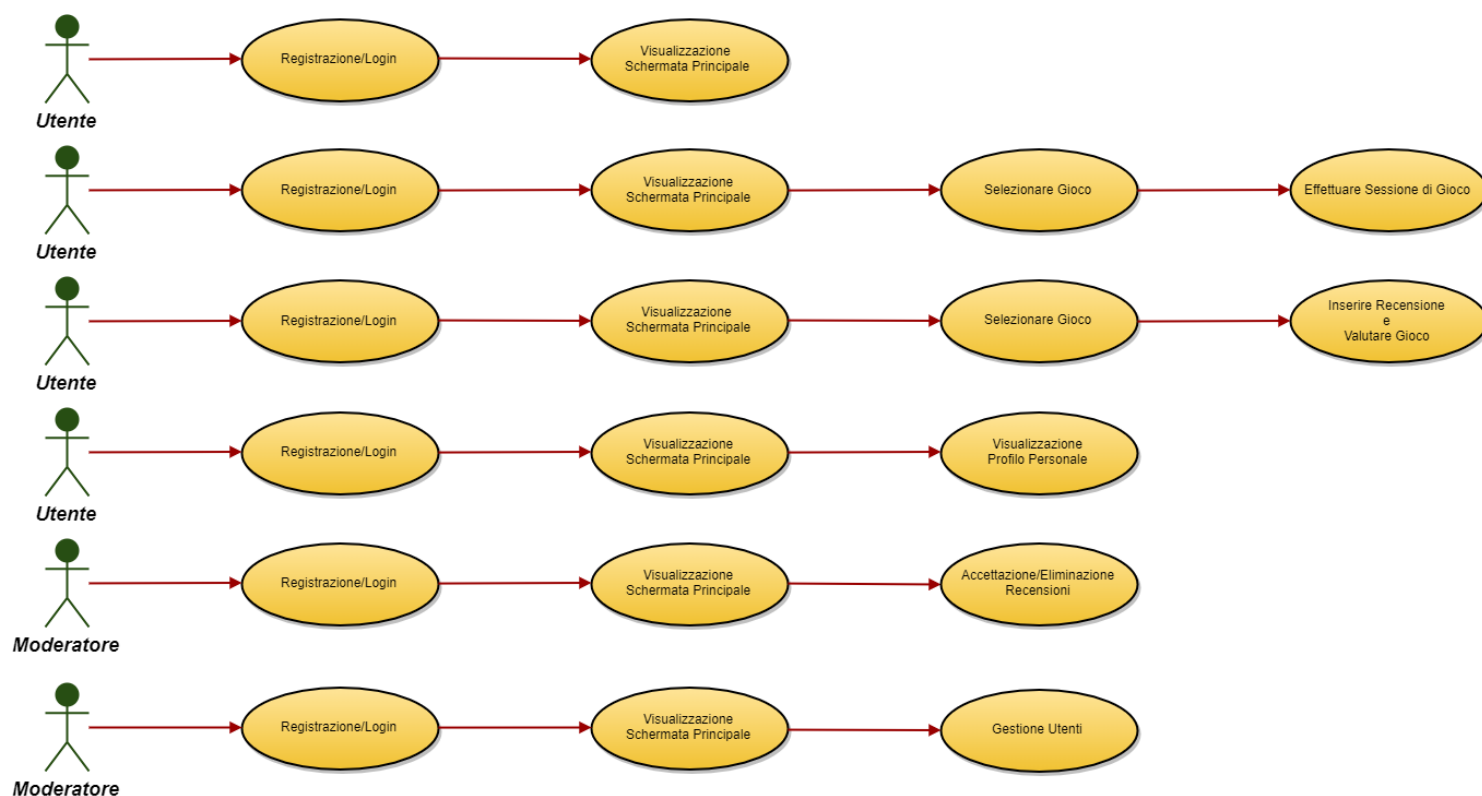 Registrazione/Login
Visualizzazione
Schermata Principale
Utente
Registrazione/Login
Visualizzazione
Schermata Principale
Selezionare Gioco
Effettuare Sessione di Gioco
Utente
Registrazione/Login
Visualizzazione
Schermata Principale
Selezionare Gioco
Inserire Recensione
e
Valutare Gioco
Utente
Registrazione/Login
Visualizzazione
Schermata Principale
Visualizzazione
Profilo Personale
Utente
Registrazione/Login
Visualizzazione
Schermata Principale
Accettazione/Eliminazione
Recensioni
Moderatore
Registrazione/Login
Visualizzazione
Schermata Principale
Gestione Utenti
Moderatore